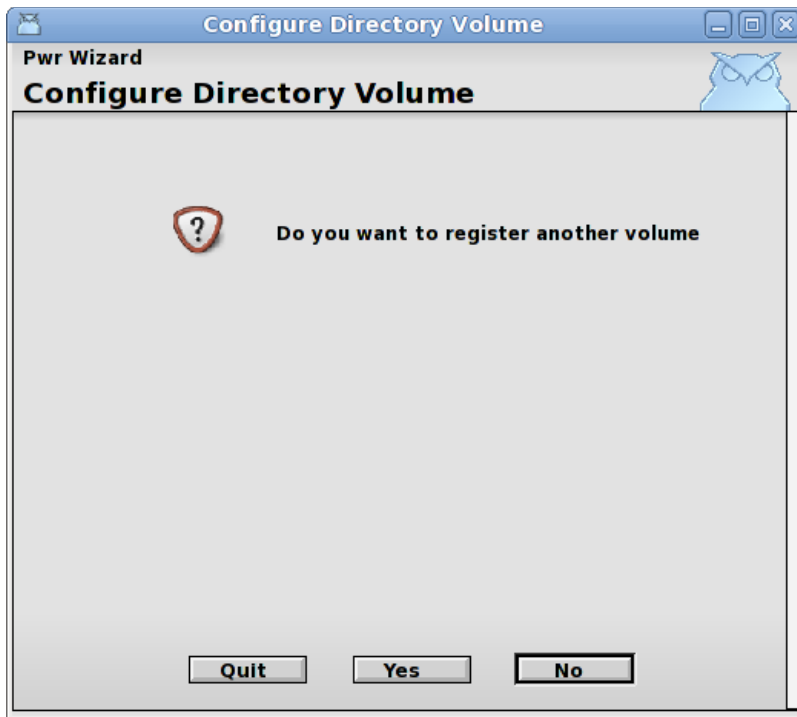 Configure Directory Volume
Pwr Wizard
Configure Directory Volume
?
Do you want to register another volume
Quit Yes No